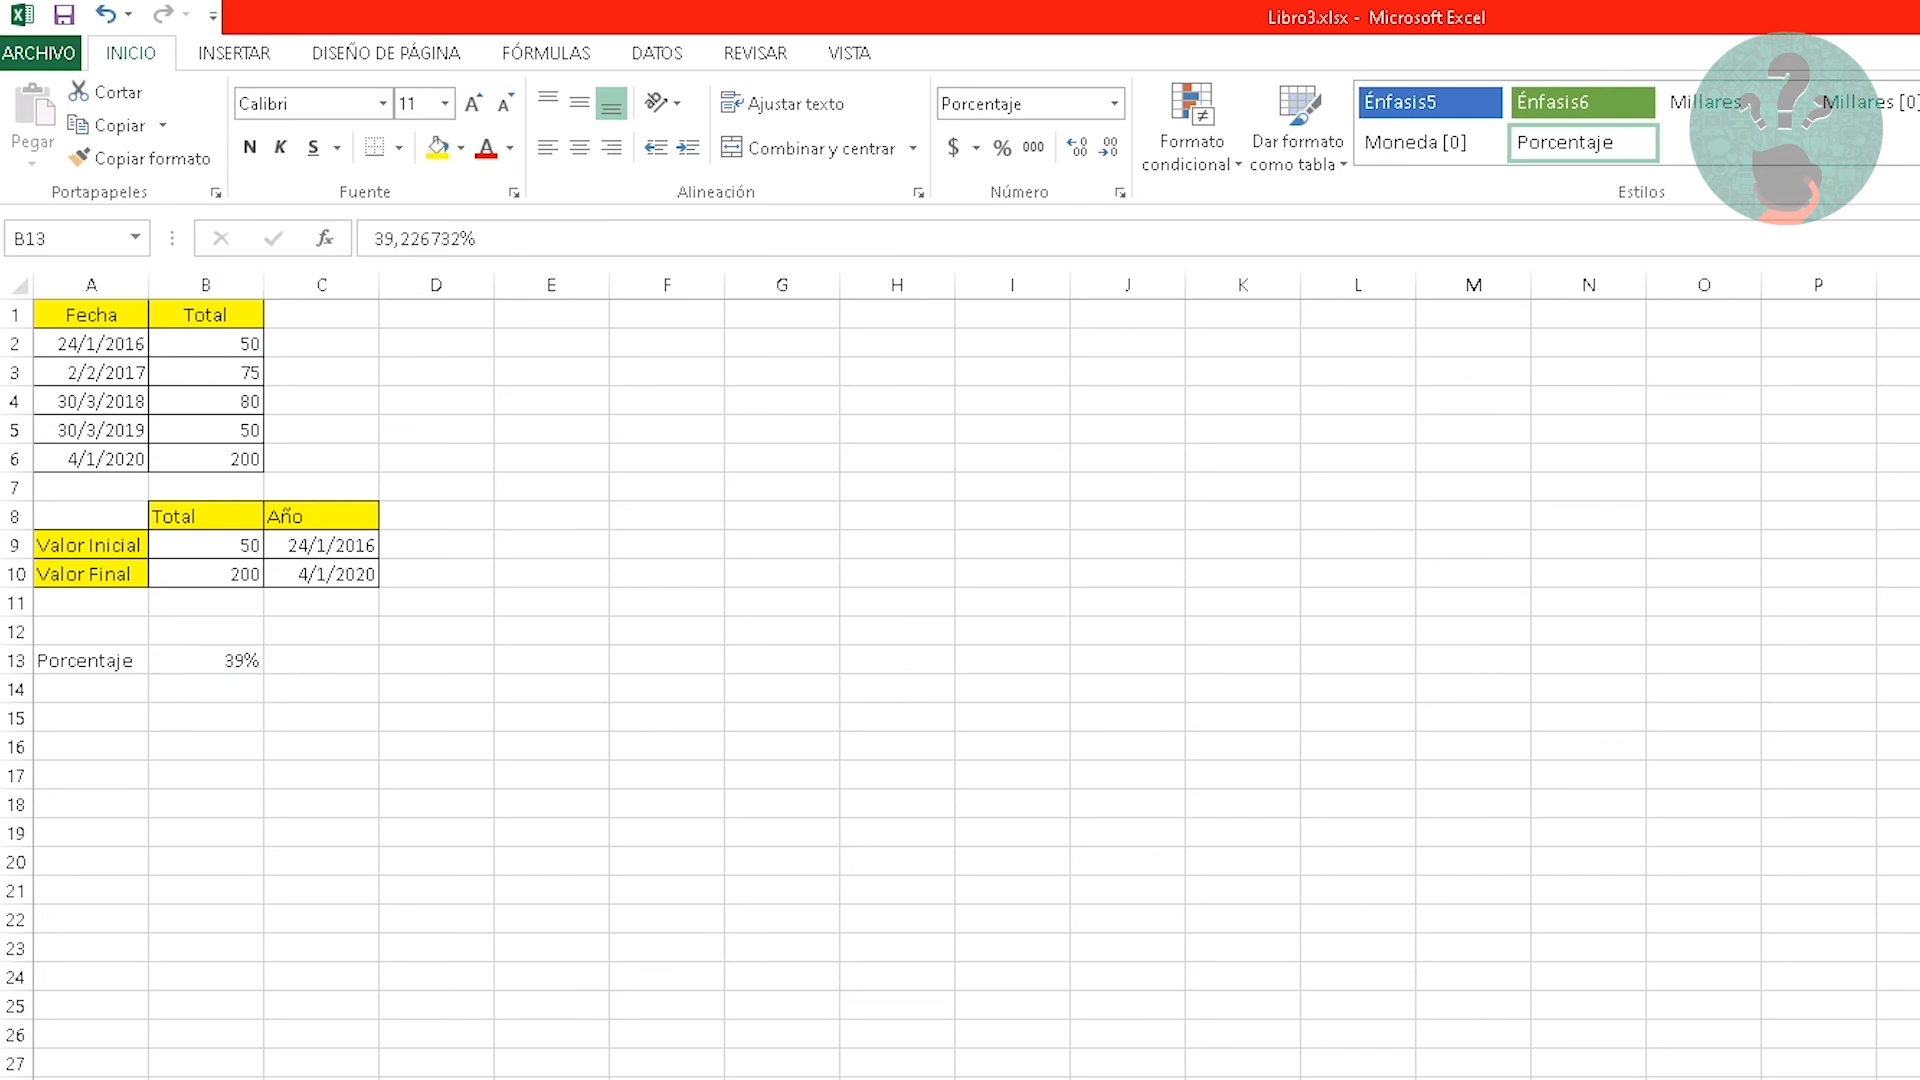 Libro3.xlsx - Microsoft Excel
ARCHIVO INICIO INSERTAR DISEÑO DE PÁGINA FÓRMULAS DATOS REVISAR VISTA
Pegar
Cortar
Copiar
Copiar formato
Portapapeles
Calibri 11
N K S
Fuente
Ajustar texto
Combinar y centrar
Alineación
Porcentaje
$ % 000
Número
Formato condicional
Dar formato como tabla
Énfasis5 Énfasis6 Millares Millares [0]
Moneda [0] Porcentaje
Estilos
B13 fx 39,226732%
A B C D E F G H I J K L M N O P
1 Fecha Total
2 24/1/2016 50
3 2/2/2017 75
4 30/3/2018 80
5 30/3/2019 50
6 4/1/2020 200
7
8 Total Año
9 Valor Inicial 50 24/1/2016
10 Valor Final 200 4/1/2020
11
12
13 Porcentaje 39%
14
15
16
17
18
19
20
21
22
23
24
25
26
27